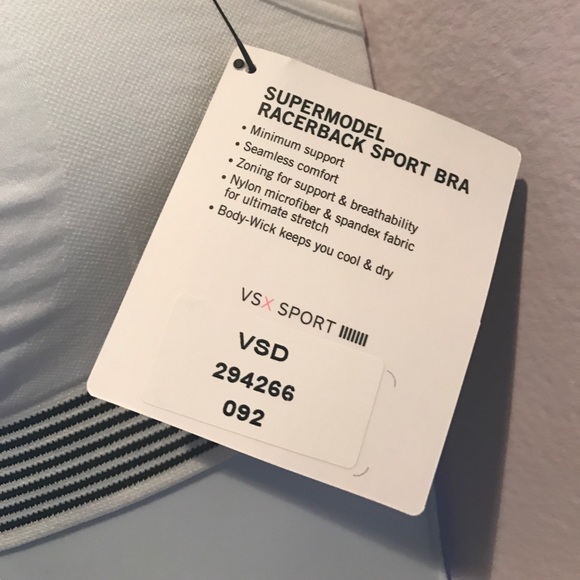 SUPERMODEL
RACERBACK SPORT BRA
• Minimum support
• Seamless comfort
• Zoning for support & breathability
• Nylon microfiber & spandex fabric
for ultimate stretch
• Body-Wick keeps you cool & dry
VSX SPORT
VSD
294266
092